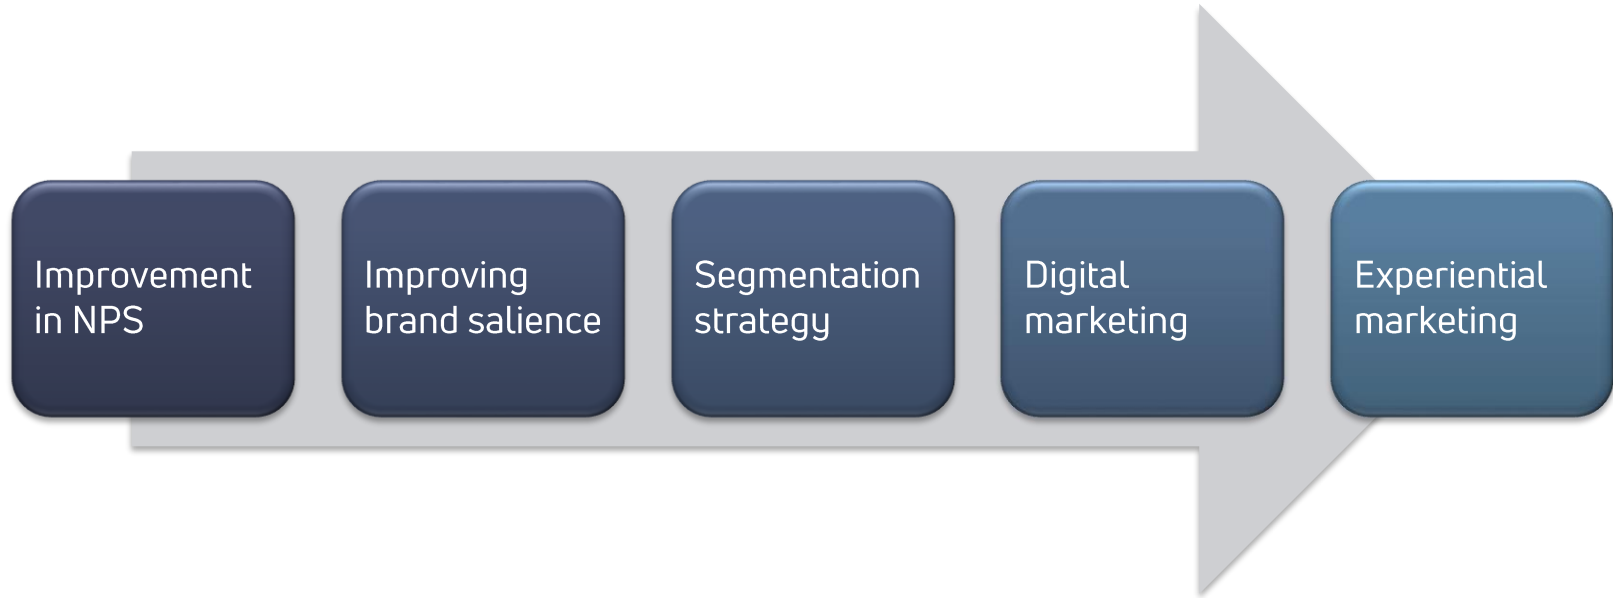 Improvement
in NPS
Improving
brand salience
Segmentation
strategy
Digital
marketing
Experiential
marketing